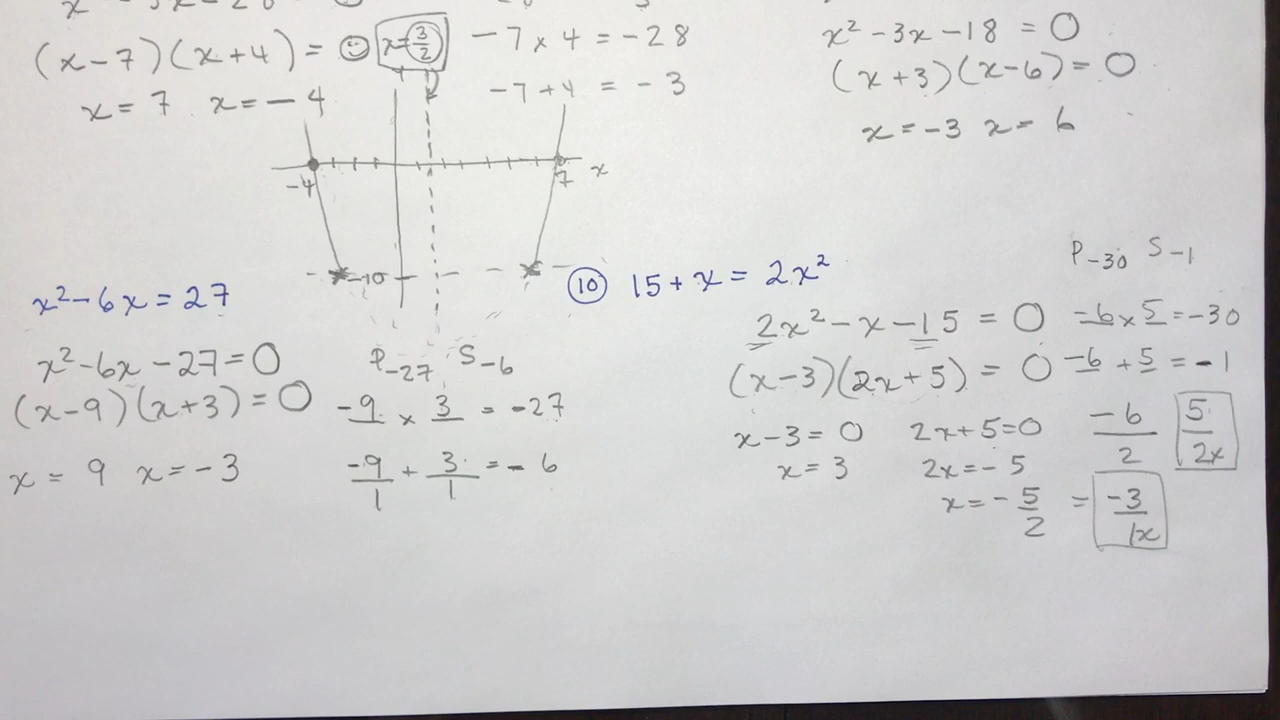 (x-7)(x+4) = ☺
x = 3/2
x = 7 x = -4
-7 x 4 = -28
-7+4 = -3
-4
7
x
-10
x² - 3x - 18 = 0
(x+3)(x-6) = 0
x = -3 x = 6
x² - 6x = 27
x² - 6x - 27 = 0
(x-9)(x+3) = 0
x = 9 x = -3
P-27 S-6
-9 x 3 = -27
-9/1 + 3/1 = -6
10 15 + x = 2x²
2x² - x - 15 = 0
(x-3)(2x+5) = 0
x-3 = 0 2x+5=0
x = 3 2x = -5
x = -5/2
P-30 S-1
-6 x 5 = -30
-6 + 5 = -1
-6/2 5/2x
= -3/1x